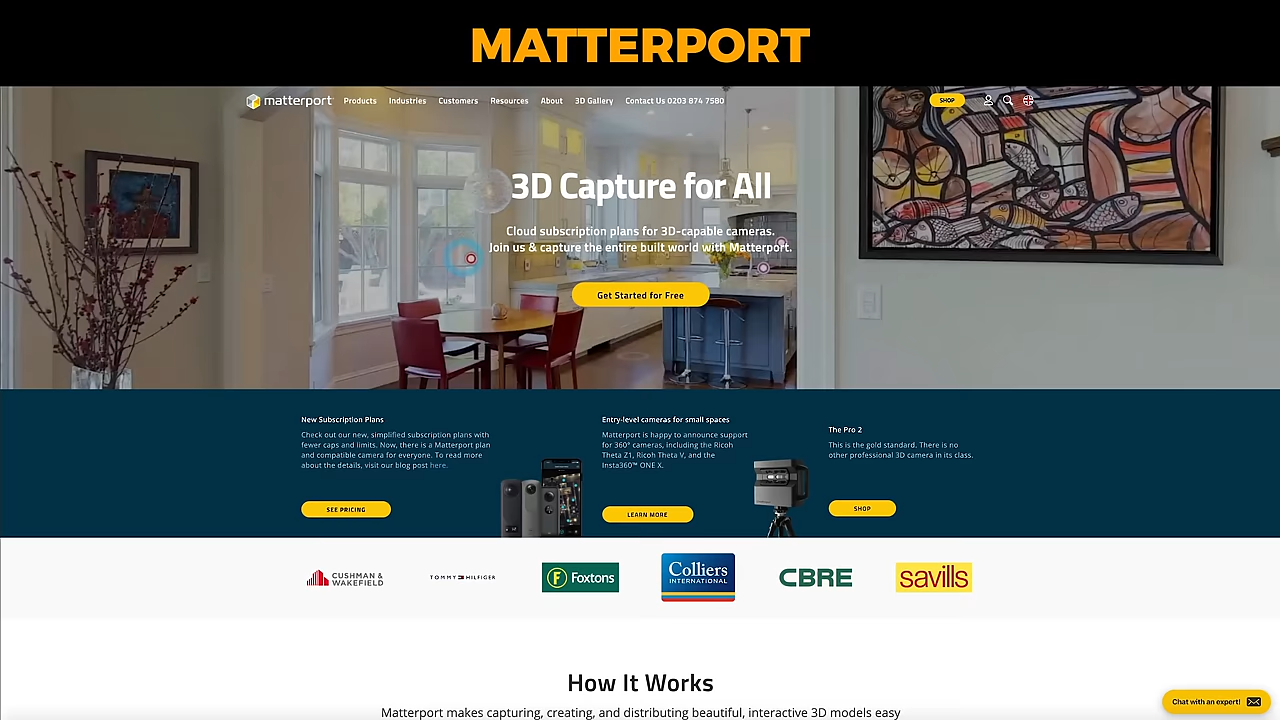 MATTERPORT
matterport Products Industries Customers Resources About 3D Gallery Contact Us 0203 874 7580 SHOP
3D Capture for All
Cloud subscription plans for 3D-capable cameras.
Join us & capture the entire built world with Matterport.
Get Started for Free
New Subscription Plans
Check out our new, simplified subscription plans with
fewer caps and limits. Now, there is a Matterport plan
and compatible camera for everyone. To read more
about the details, visit our blog post here.
SEE PRICING
Entry-level cameras for small spaces
Matterport is happy to announce support
for 360° cameras, including the Ricoh
Theta Z1, Ricoh Theta V, and the
Insta360™ ONE X.
LEARN MORE
The Pro 2
This is the gold standard. There is no
other professional 3D camera in its class.
SHOP
CUSHMAN &
WAKEFIELD
TOMMY HILFIGER
F Foxtons
Colliers
INTERNATIONAL
CBRE
savills
How It Works
Matterport makes capturing, creating, and distributing beautiful, interactive 3D models easy
Chat with an expert!